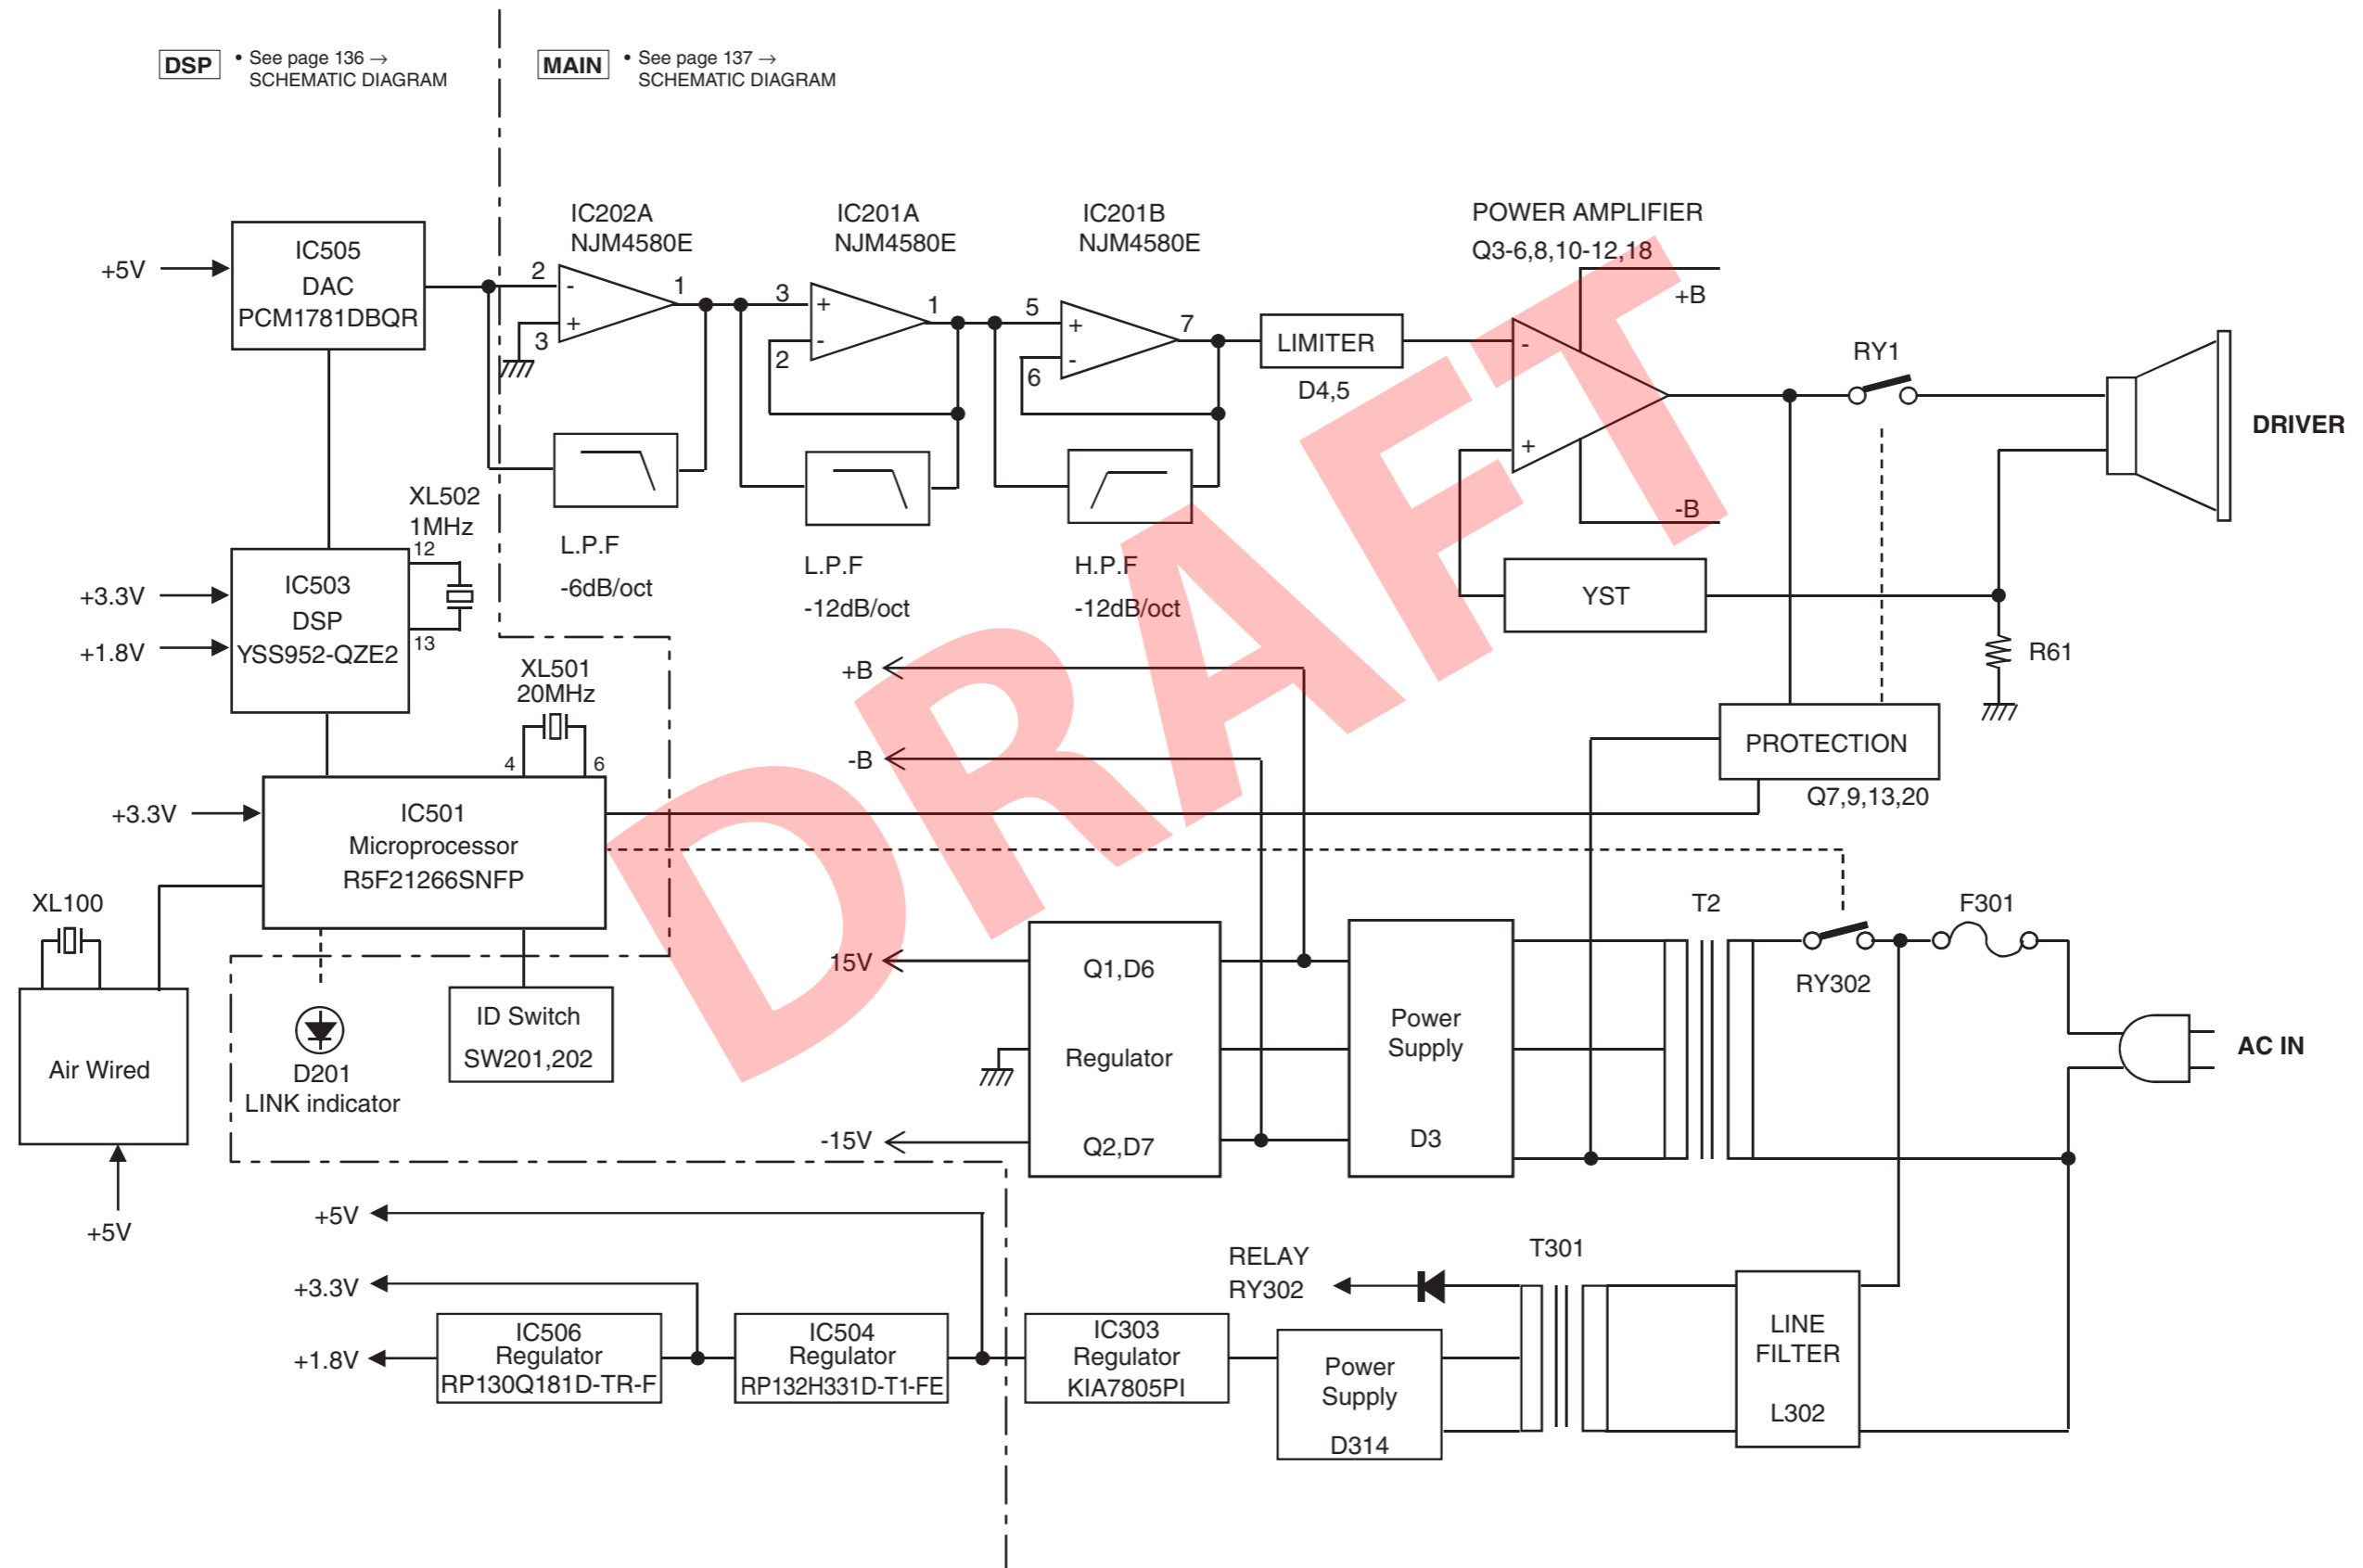 DSP
• See page 136 →
SCHEMATIC DIAGRAM
MAIN
• See page 137 →
SCHEMATIC DIAGRAM
IC505
DAC
PCM1781DBQR
+5V
IC202A
NJM4580E
2
-
+
3
1
IC201A
NJM4580E
3
+
-
2
1
IC201B
NJM4580E
5
+
-
6
7
LIMITER
D4,5
POWER AMPLIFIER
Q3-6,8,10-12,18
+B
-
+
-B
RY1
DRIVER
XL502
1MHz
12
13
L.P.F
-6dB/oct
L.P.F
-12dB/oct
H.P.F
-12dB/oct
YST
R61
+3.3V
+1.8V
IC503
DSP
YSS952-QZE2
XL501
20MHz
4
6
+B
-B
PROTECTION
Q7,9,13,20
+3.3V
IC501
Microprocessor
R5F21266SNFP
XL100
Air Wired
+5V
D201
LINK indicator
ID Switch
SW201,202
15V
-15V
Q1,D6
Regulator
Q2,D7
Power
Supply
D3
T2
RY302
F301
AC IN
+5V
+3.3V
+1.8V
IC506
Regulator
RP130Q181D-TR-F
IC504
Regulator
RP132H331D-T1-FE
IC303
Regulator
KIA7805PI
RELAY
RY302
Power
Supply
D314
T301
LINE
FILTER
L302
DRAFT